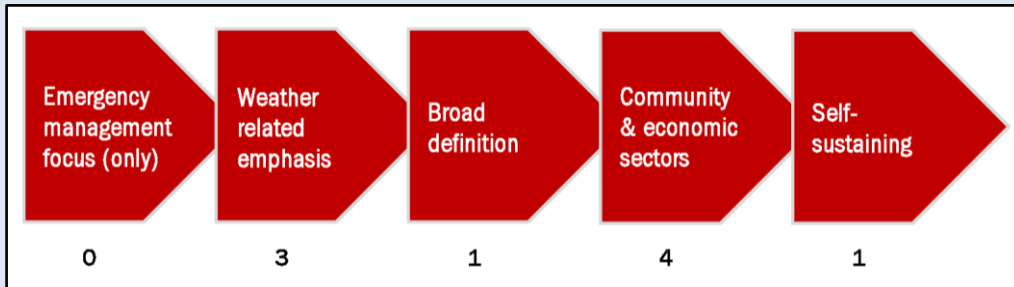 Emergency
management
focus (only)
Weather
related
emphasis
Broad
definition
Community
& economic
sectors
Self-
sustaining
0
3
1
4
1